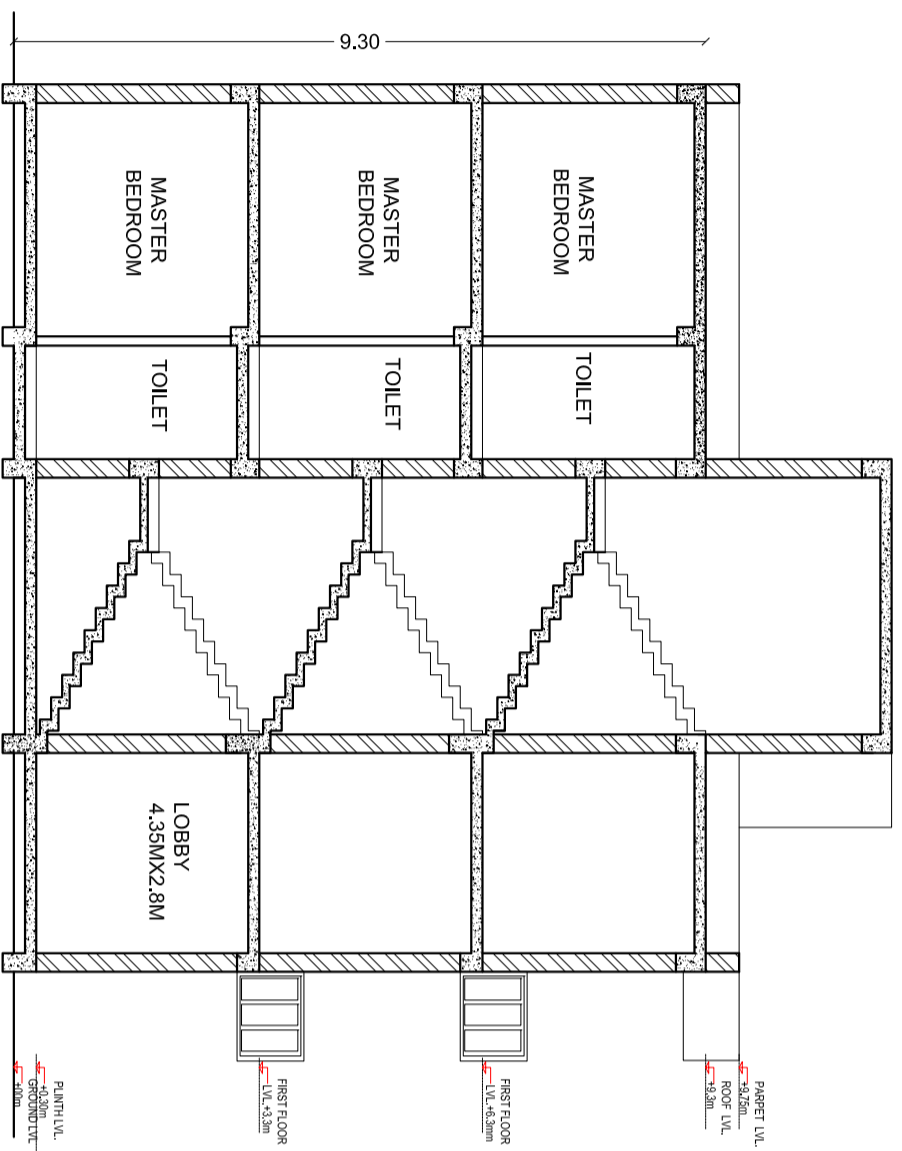 9.30
MASTER
BEDROOM
MASTER
BEDROOM
MASTER
BEDROOM
TOILET
TOILET
TOILET
LOBBY
4.35MX2.8M
PARPET LVL.
+9.75m
ROOF LVL.
+9.3m
FIRST FLOOR
LVL.+6.3mm
FIRST FLOOR
LVL.+3.3m
PLINTH LVL.
+0.30m
GROUND LVL
+00m